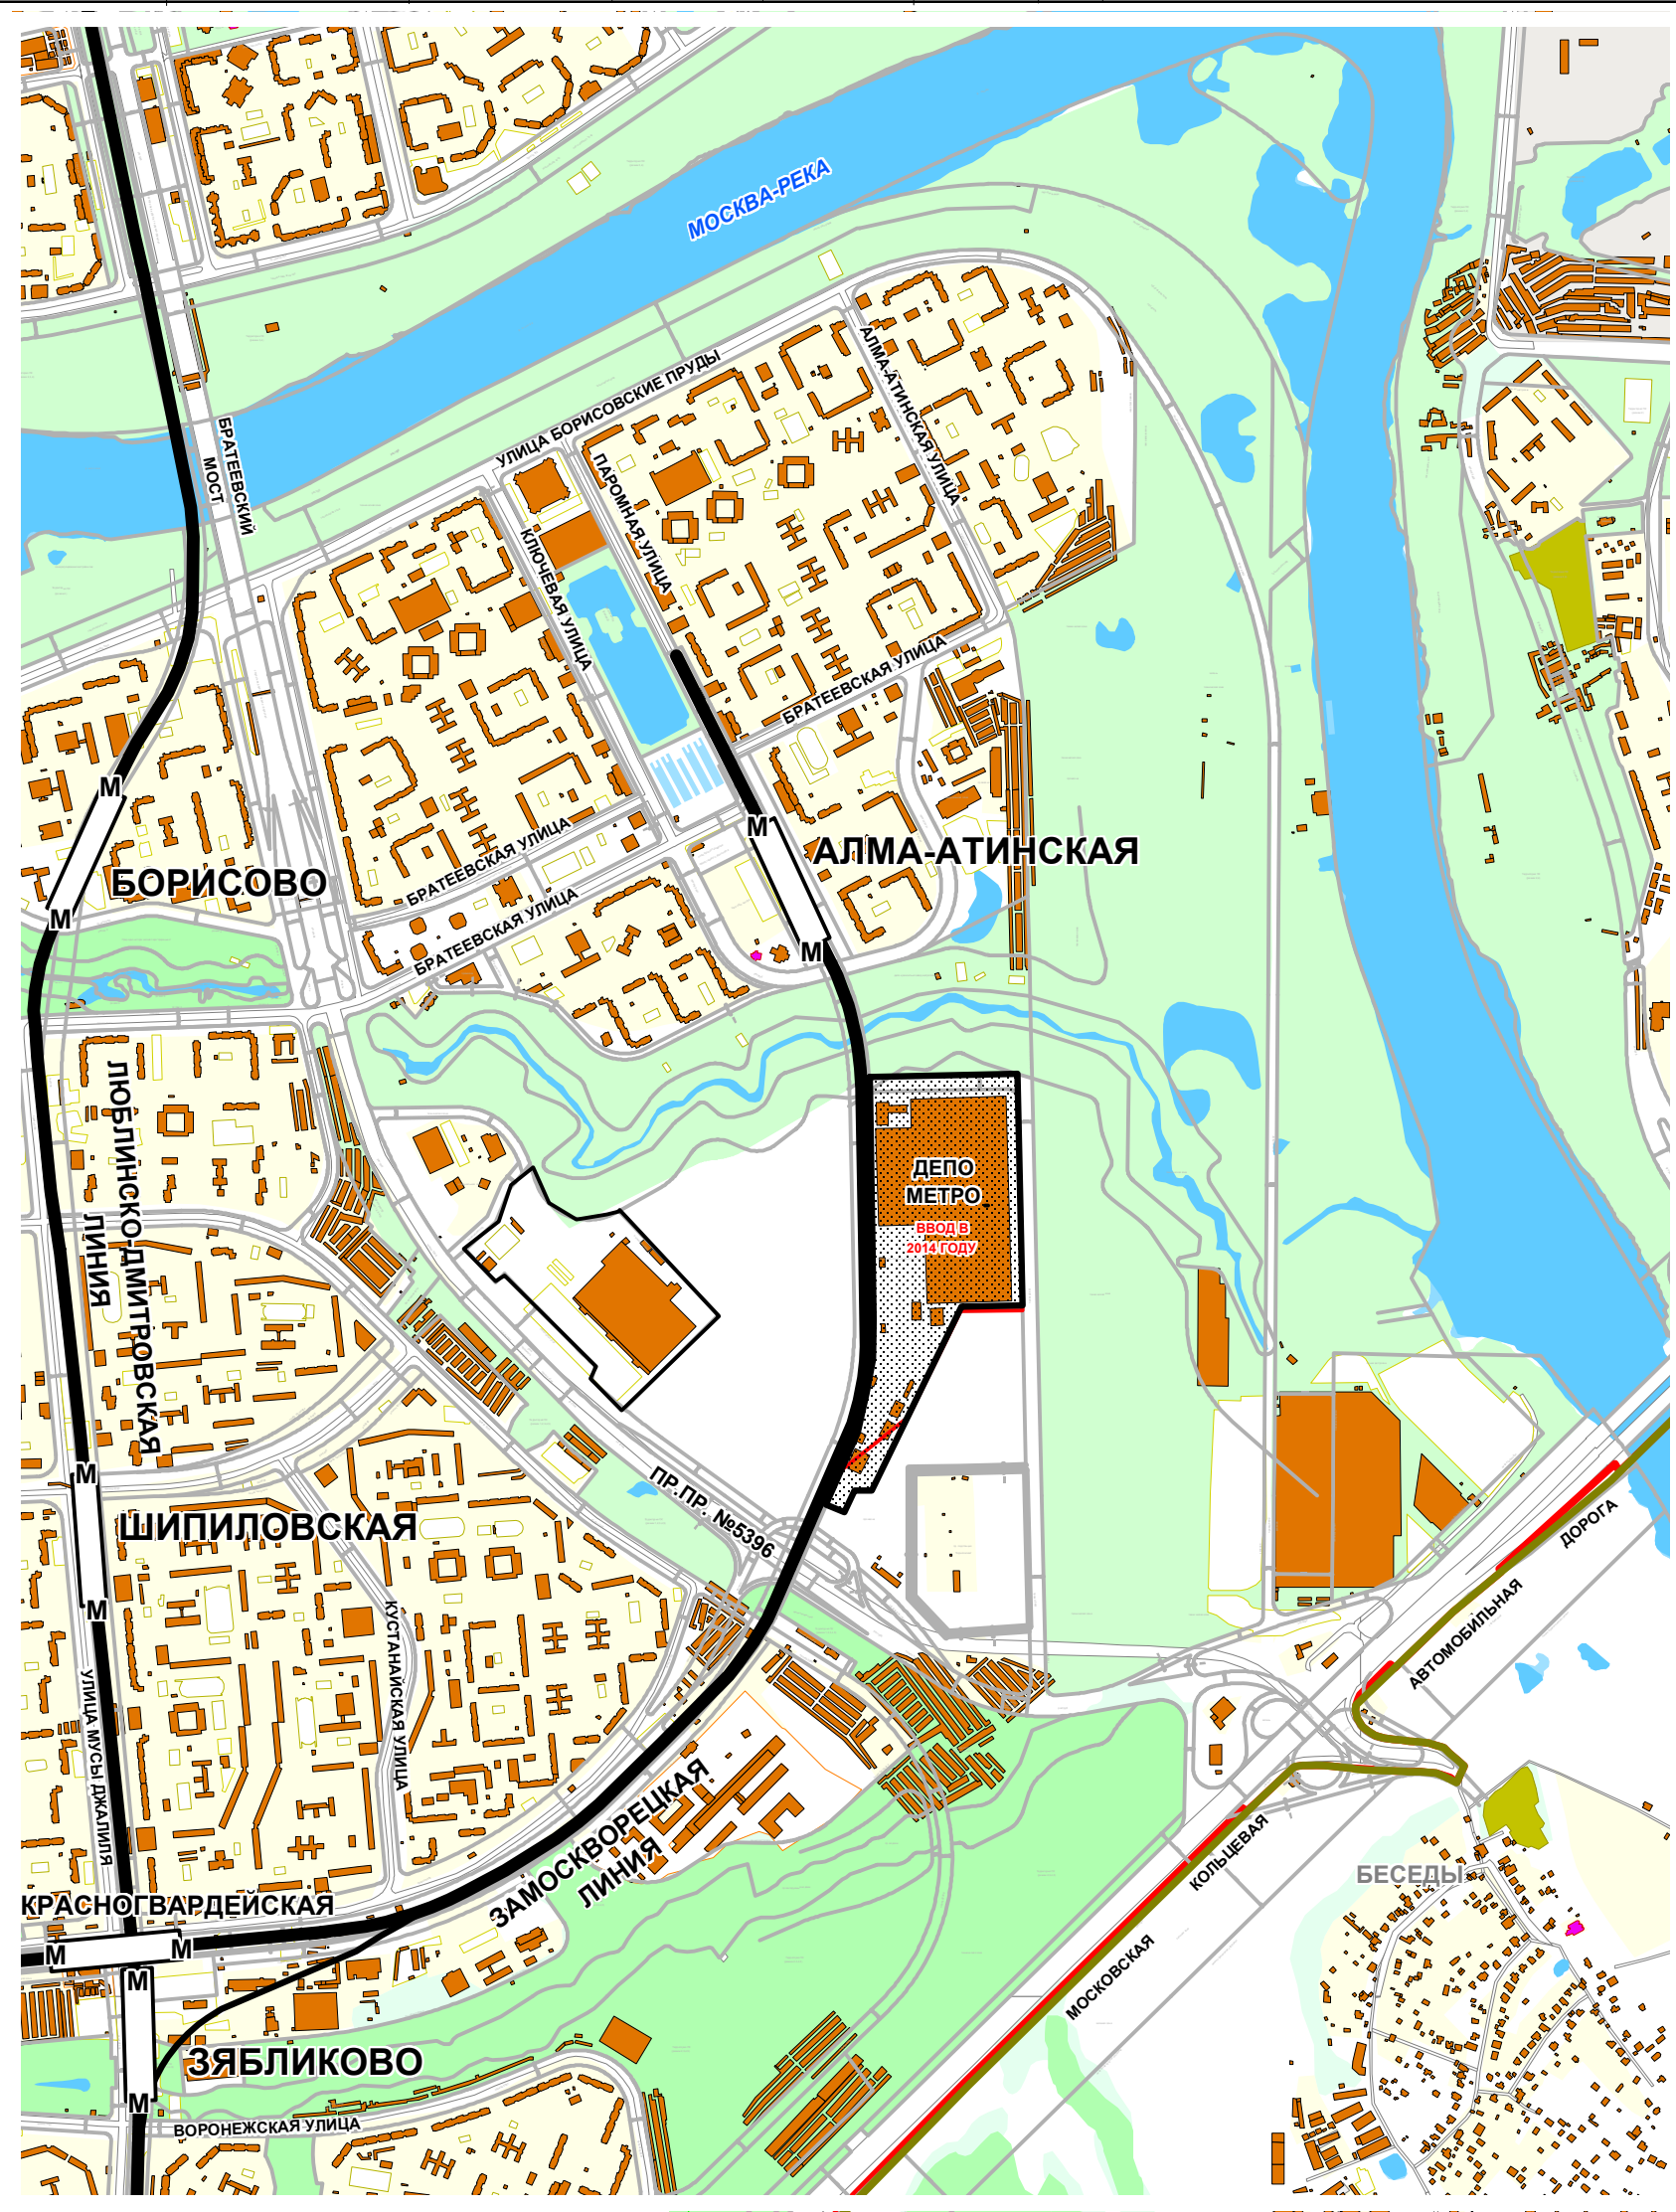 МОСКВА-РЕКА
БРАТЕЕВСКИЙ
МОСТ
УЛИЦА БОРИСОВСКИЕ ПРУДЫ
АЛМА-АТИНСКАЯ УЛИЦА
ПАРОМНАЯ УЛИЦА
КЛЮЧЕВАЯ УЛИЦА
БРАТЕЕВСКАЯ УЛИЦА
М
М
АЛМА-АТИНСКАЯ
БОРИСОВО
БРАТЕЕВСКАЯ УЛИЦА
БРАТЕЕВСКАЯ УЛИЦА
М
М
ЛЮБЛИНСКО-ДМИТРОВСКАЯ
ЛИНИЯ
ДЕПО
МЕТРО
ВВОД В
2014 ГОДУ
М
ШИПИЛОВСКАЯ
ПР.ПР. №5396
М
КУСТАНАЙСКАЯ УЛИЦА
УЛИЦА МУСЫ ДЖАЛИЛЯ
ЗАМОСКВОРЕЦКАЯ
ЛИНИЯ
МОСКОВСКАЯ
КОЛЬЦЕВАЯ
АВТОМОБИЛЬНАЯ
ДОРОГА
БЕСЕДЫ
КРАСНОГВАРДЕЙСКАЯ
М
М
М
ЗЯБЛИКОВО
М
ВОРОНЕЖСКАЯ УЛИЦА